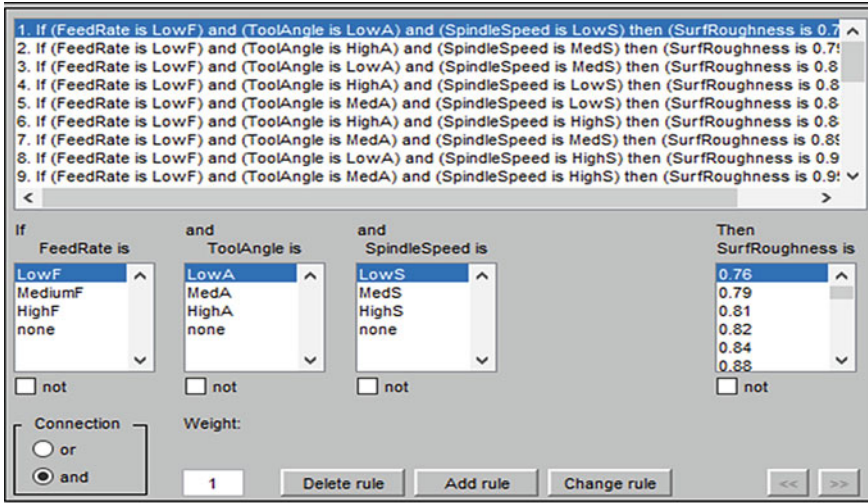 1. If (FeedRate is LowF) and (ToolAngle is LowA) and (SpindleSpeed is LowS) then (SurfRoughness is 0.7
2. If (FeedRate is LowF) and (ToolAngle is HighA) and (SpindleSpeed is MedS) then (SurfRoughness is 0.7
3. If (FeedRate is LowF) and (ToolAngle is LowA) and (SpindleSpeed is MedS) then (SurfRoughness is 0.8
4. If (FeedRate is LowF) and (ToolAngle is HighA) and (SpindleSpeed is LowS) then (SurfRoughness is 0.8
5. If (FeedRate is LowF) and (ToolAngle is MedA) and (SpindleSpeed is LowS) then (SurfRoughness is 0.8
6. If (FeedRate is LowF) and (ToolAngle is HighA) and (SpindleSpeed is HighS) then (SurfRoughness is 0.8
7. If (FeedRate is LowF) and (ToolAngle is MedA) and (SpindleSpeed is MedS) then (SurfRoughness is 0.8
8. If (FeedRate is LowF) and (ToolAngle is LowA) and (SpindleSpeed is HighS) then (SurfRoughness is 0.9
9. If (FeedRate is LowF) and (ToolAngle is MedA) and (SpindleSpeed is HighS) then (SurfRoughness is 0.9
If and and Then
FeedRate is ToolAngle is SpindleSpeed is SurfRoughness is
LowF LowA LowS 0.76
MediumF MedA MedS 0.79
HighF HighA HighS 0.81
none none none 0.82
0.84
0.88
not not not not
Connection Weight:
or
and 1 Delete rule Add rule Change rule << >>